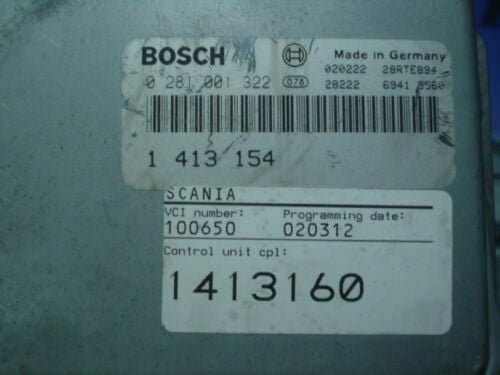 BOSCH Made in Germany
0 281 001 322 078 020222 28RTE894
28222 6941 8560
1 413 154
SCANIA
VCI number: Programming date:
100650 020312
Control unit cpl:
1413160